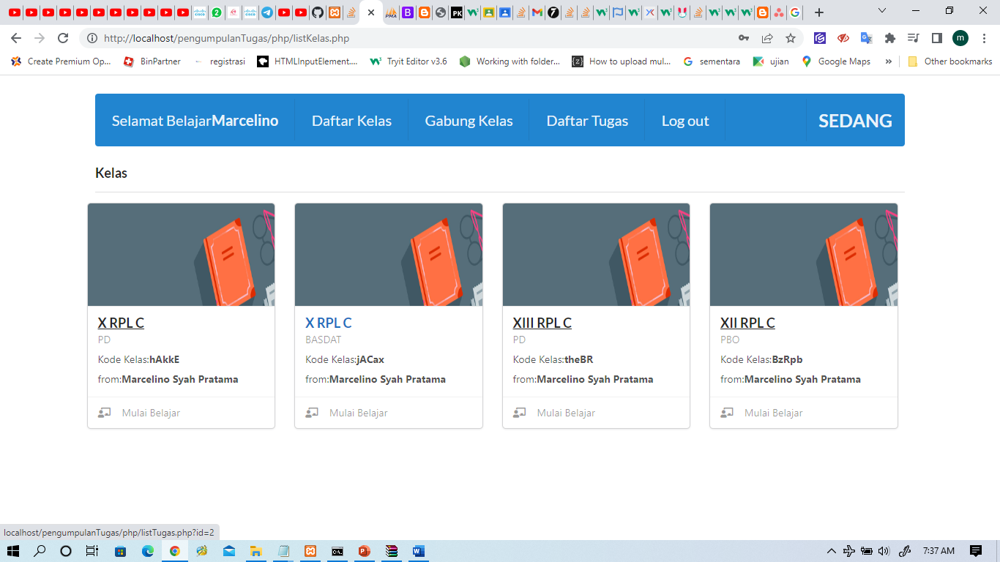 http://localhost/pengumpulanTugas/php/listKelas.php
m
Create Premium Op...
BinPartner
registrasi
HTMLInputElement....
Tryit Editor v3.6
Working with folder...
How to upload mul...
sementara
ujian
Google Maps
»
Other bookmarks
Selamat BelajarMarcelino
Daftar Kelas
Gabung Kelas
Daftar Tugas
Log out
SEDANG
Kelas
X RPL C
PD
Kode Kelas:hAkkE
from:Marcelino Syah Pratama
Mulai Belajar
X RPL C
BASDAT
Kode Kelas:jACax
from:Marcelino Syah Pratama
Mulai Belajar
XIII RPL C
PD
Kode Kelas:theBR
from:Marcelino Syah Pratama
Mulai Belajar
XII RPL C
PBO
Kode Kelas:BzRpb
from:Marcelino Syah Pratama
Mulai Belajar
localhost/pengumpulanTugas/php/listTugas.php?id=2
7:37 AM